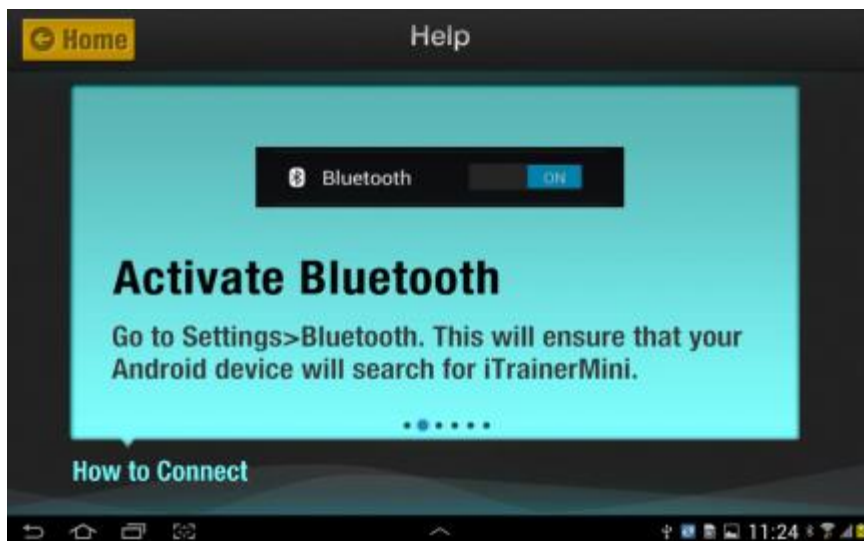 Home
Help
Bluetooth
ON
Activate Bluetooth
Go to Settings>Bluetooth. This will ensure that your
Android device will search for iTrainerMini.
How to Connect
11:24